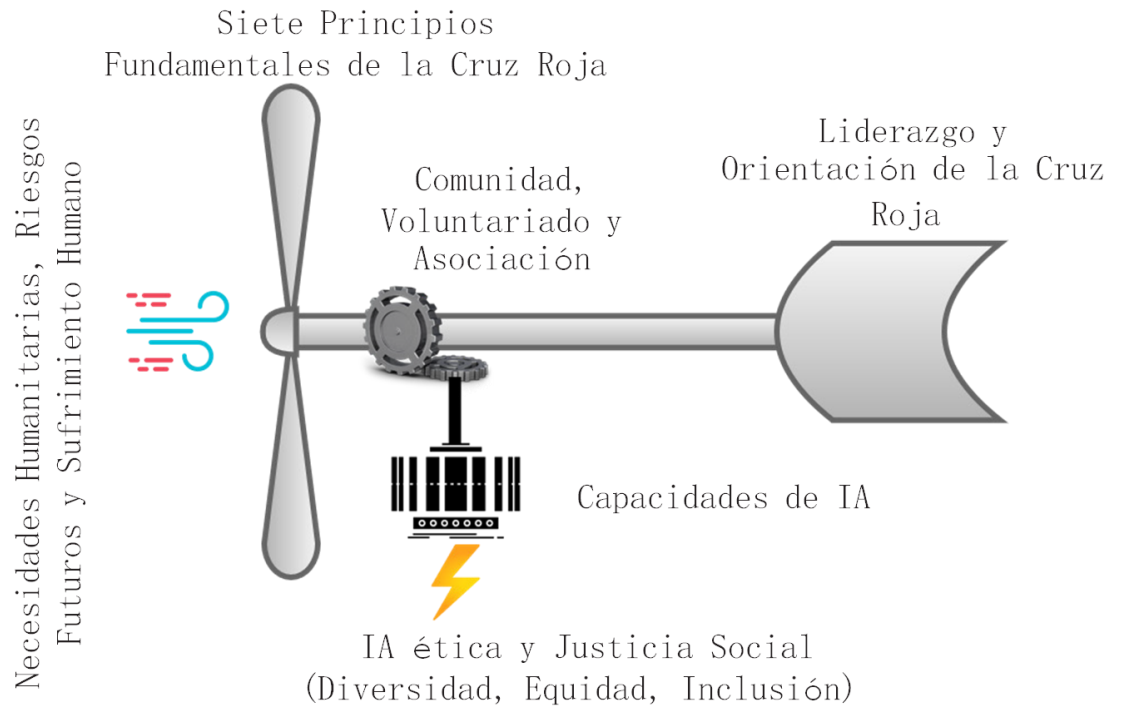 Siete Principios
Fundamentales de la Cruz Roja
Necesidades Humanitarias, Riesgos
Futuros y Sufrimiento Humano
Comunidad,
Voluntariado y
Asociación
Liderazgo y
Orientación de la Cruz
Roja
Capacidades de IA
IA ética y Justicia Social
(Diversidad, Equidad, Inclusión)